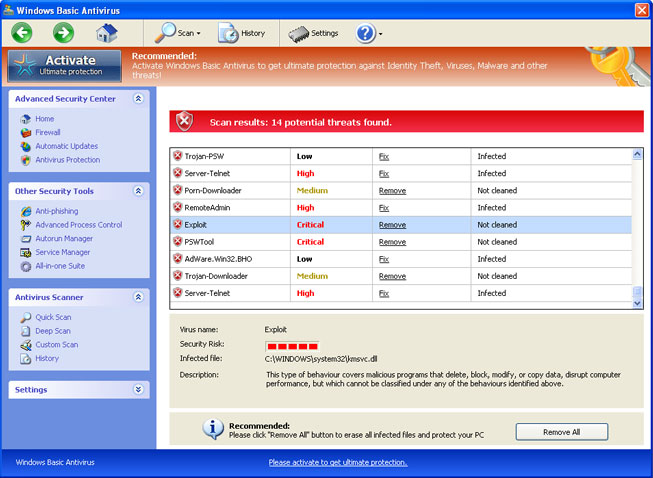 Windows Basic Antivirus
Scan
History
Settings
Activate
Ultimate protection
Recommended:
Activate Windows Basic Antivirus to get ultimate protection against Identity Theft, Viruses, Malware and other
threats!
Advanced Security Center
Home
Firewall
Automatic Updates
Antivirus Protection
Other Security Tools
Anti-phishing
Advanced Process Control
Autorun Manager
Service Manager
All-in-one Suite
Antivirus Scanner
Quick Scan
Deep Scan
Custom Scan
History
Settings
Scan results: 14 potential threats found.
Trojan-PSW Low Fix Infected
Server-Telnet High Fix Infected
Porn-Downloader Medium Remove Not cleaned
RemoteAdmin High Fix Infected
Exploit Critical Remove Not cleaned
PSWTool Critical Remove Not cleaned
AdWare.Win32.BHO Low Fix Infected
Trojan-Downloader Medium Remove Not cleaned
Server-Telnet High Fix Infected
Virus name: Exploit
Security Risk:
Infected file: C:\WINDOWS\system32\kmsvc.dll
Description: This type of behaviour covers malicious programs that delete, block, modify, or copy data, disrupt computer
performance, but which cannot be classified under any of the behaviours identified above.
Recommended:
Please click "Remove All" button to erase all infected files and protect your PC
Remove All
Windows Basic Antivirus
Please activate to get ultimate protection.